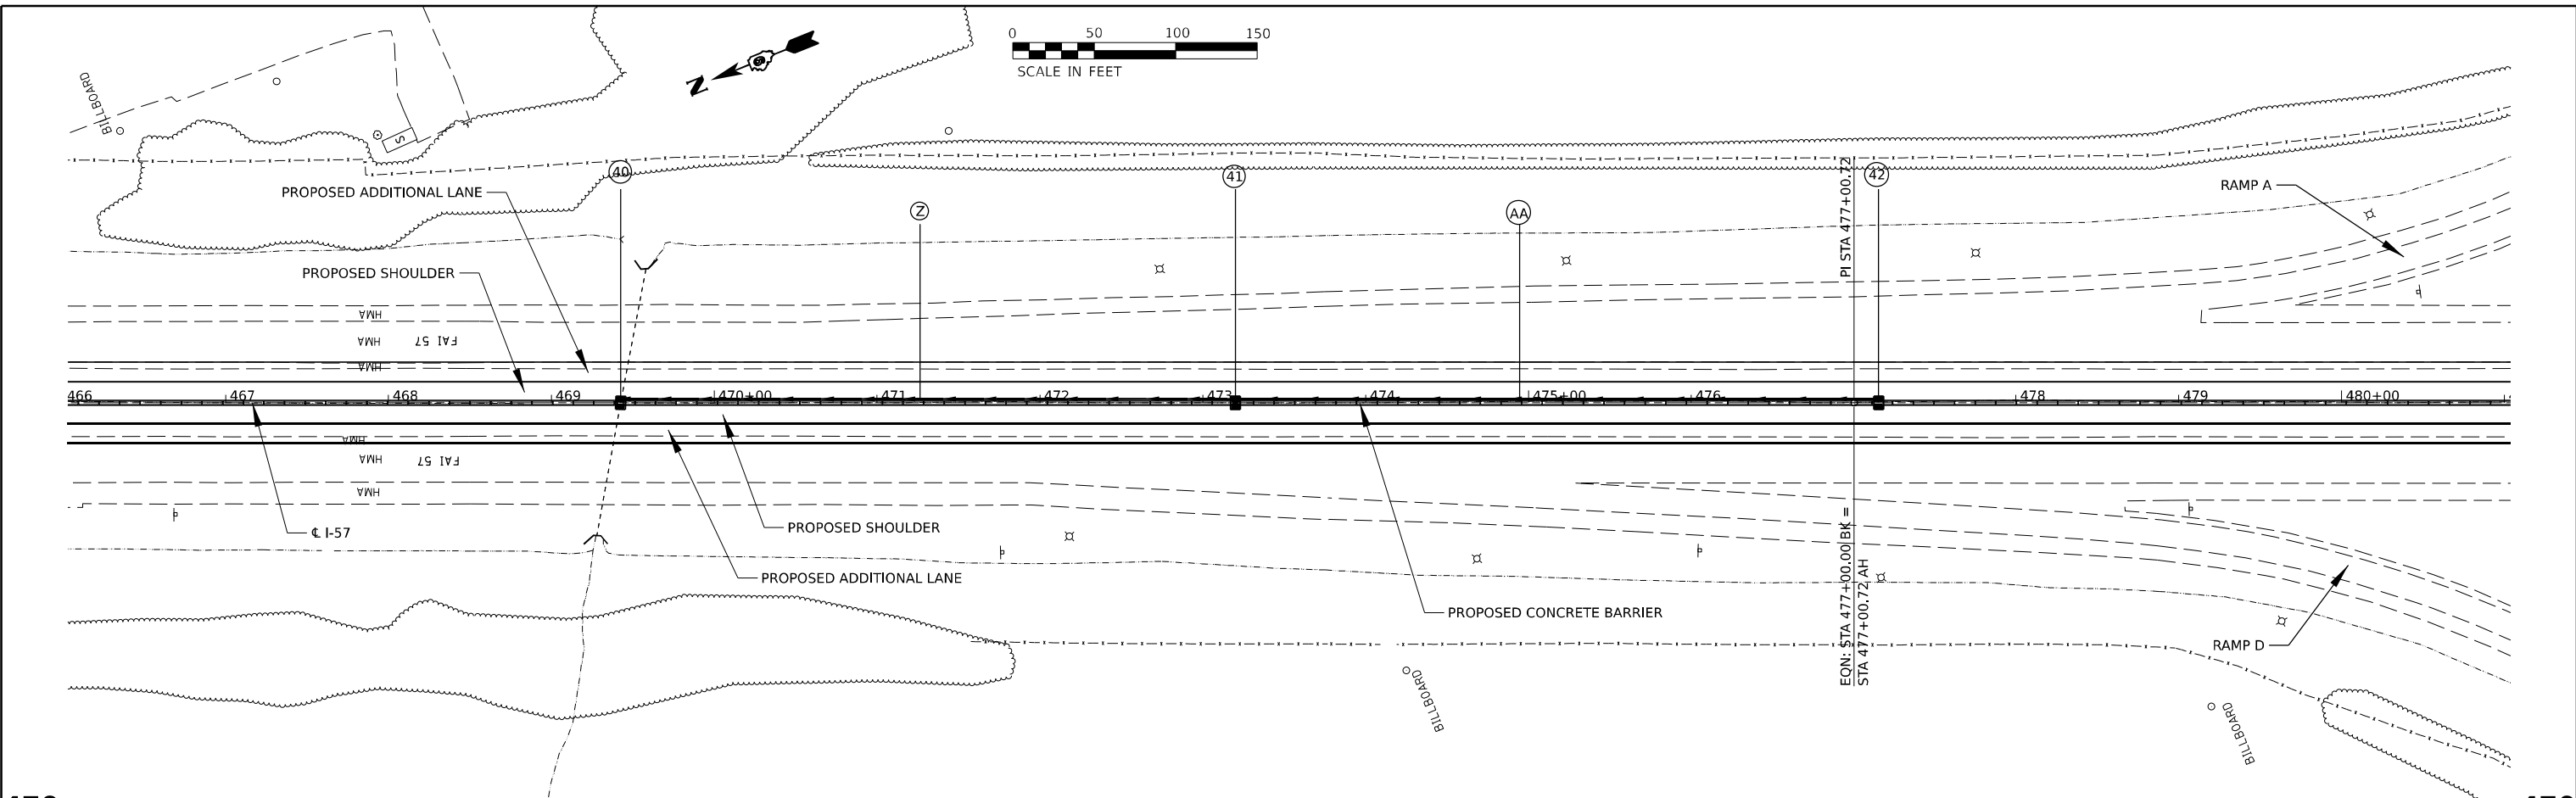 0 50 100 150
SCALE IN FEET
N
BILLBOARD
S
40
41
42
PI STA 477+00.72
PROPOSED ADDITIONAL LANE
RAMP A
Z
AA
PROPOSED SHOULDER
HMA
HMA FAI 57
HMA
466 467 468 469 470+00 471 472 473 474 475+00 476 478 479 480+00
HMA
HMA FAI 57
HMA
℄ I-57
PROPOSED SHOULDER
PROPOSED ADDITIONAL LANE
PROPOSED CONCRETE BARRIER
EQN: STA 477+00.00 BK =
STA 477+00.72 AH
RAMP D
BILLBOARD
BILLBOARD